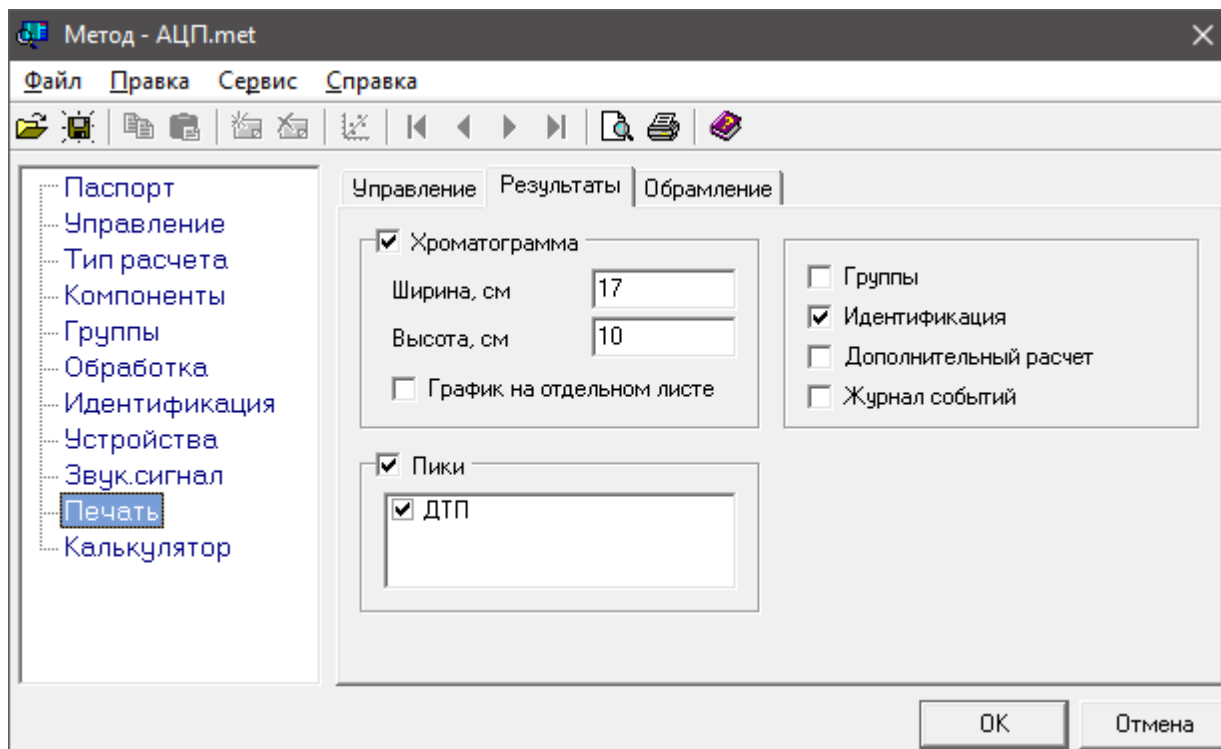 Метод - АЦП.met
Файл Правка Сервис Справка
Паспорт
Управление
Тип расчета
Компоненты
Группы
Обработка
Идентификация
Устройства
Звук.сигнал
Печать
Калькулятор
Управление Результаты Обрамление
Хроматограмма
Ширина, см 17
Высота, см 10
График на отдельном листе
Группы
Идентификация
Дополнительный расчет
Журнал событий
Пики
ДТП
OK Отмена